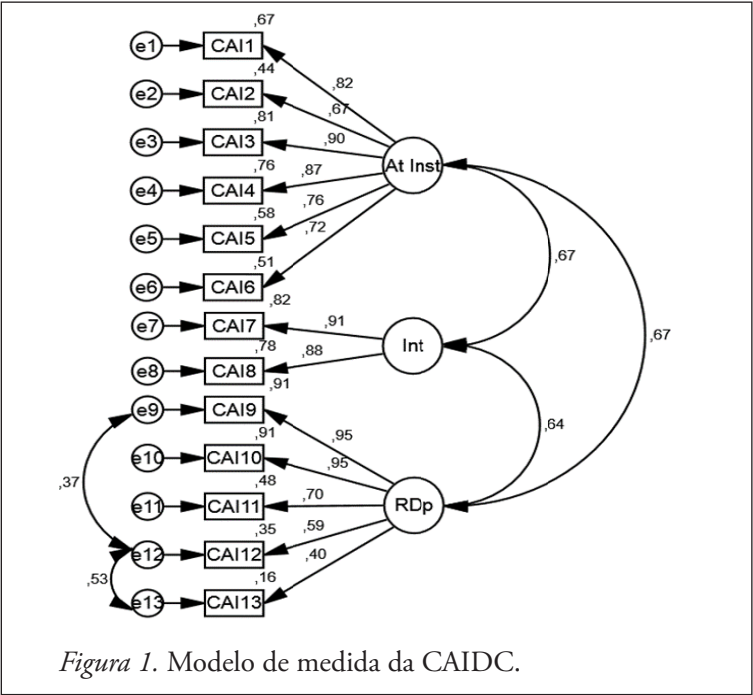 ,67
e1 CAI1
,44
,82
e2 CAI2
,67
,81
e3 CAI3
,90
At Inst
,76
,87
e4 CAI4
,76
,58
,72
e5 CAI5
,51
,67
e6 CAI6
,82
e7 CAI7
,91
Int
,67
,78
,88
e8 CAI8
,91
e9 CAI9
,64
,91
,95
e10 CAI10
,95
,37
,48
e11 CAI11
,70
RDp
,35
,59
e12 CAI12
,40
,53
,16
e13 CAI13
Figura 1. Modelo de medida da CAIDC.